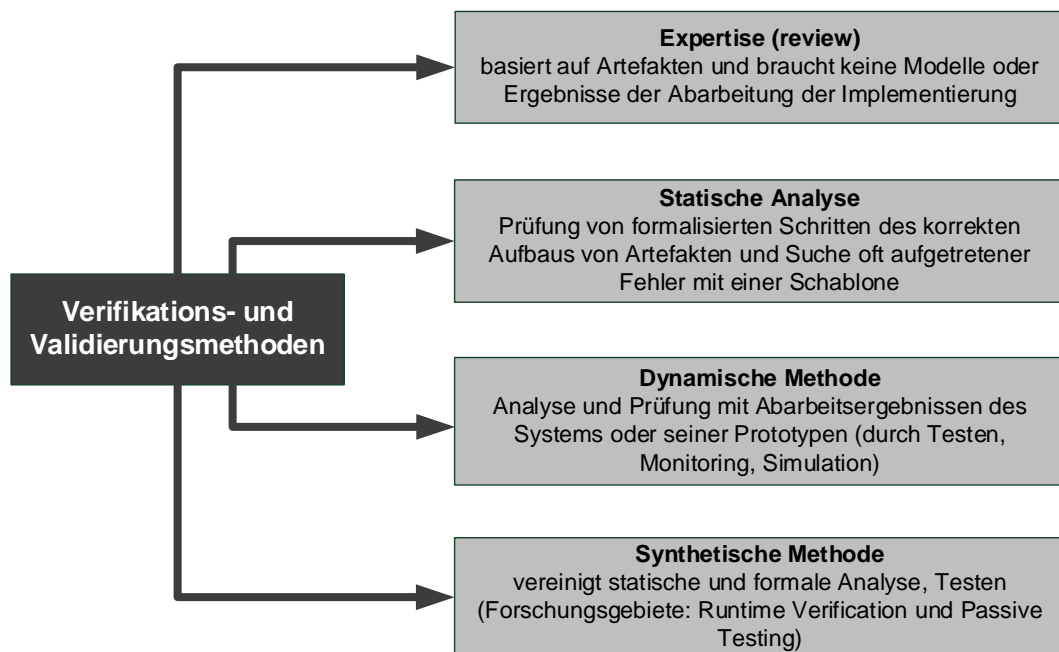 Expertise (review)
basiert auf Artefakten und braucht keine Modelle oder
Ergebnisse der Abarbeitung der Implementierung
Statische Analyse
Prüfung von formalisierten Schritten des korrekten
Aufbaus von Artefakten und Suche oft aufgetretener
Fehler mit einer Schablone
Verifikations- und
Validierungsmethoden
Dynamische Methode
Analyse und Prüfung mit Abarbeitsergebnissen des
Systems oder seiner Prototypen (durch Testen,
Monitoring, Simulation)
Synthetische Methode
vereinigt statische und formale Analyse, Testen
(Forschungsgebiete: Runtime Verification und Passive
Testing)